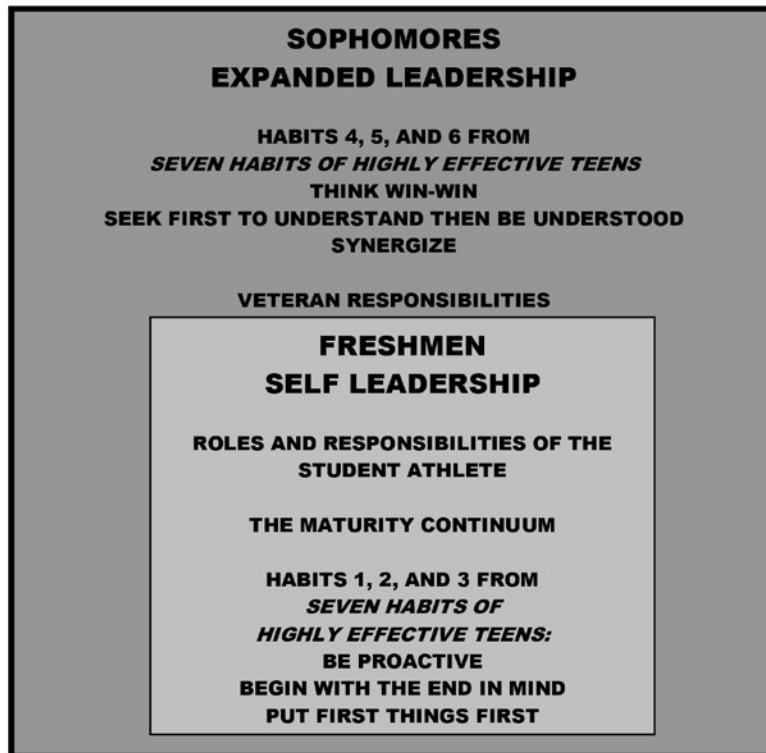 SOPHOMORES
EXPANDED LEADERSHIP
HABITS 4, 5, AND 6 FROM
SEVEN HABITS OF HIGHLY EFFECTIVE TEENS
THINK WIN-WIN
SEEK FIRST TO UNDERSTAND THEN BE UNDERSTOOD
SYNERGIZE
VETERAN RESPONSIBILITIES
FRESHMEN
SELF LEADERSHIP
ROLES AND RESPONSIBILITIES OF THE
STUDENT ATHLETE
THE MATURITY CONTINUUM
HABITS 1, 2, AND 3 FROM
SEVEN HABITS OF
HIGHLY EFFECTIVE TEENS:
BE PROACTIVE
BEGIN WITH THE END IN MIND
PUT FIRST THINGS FIRST